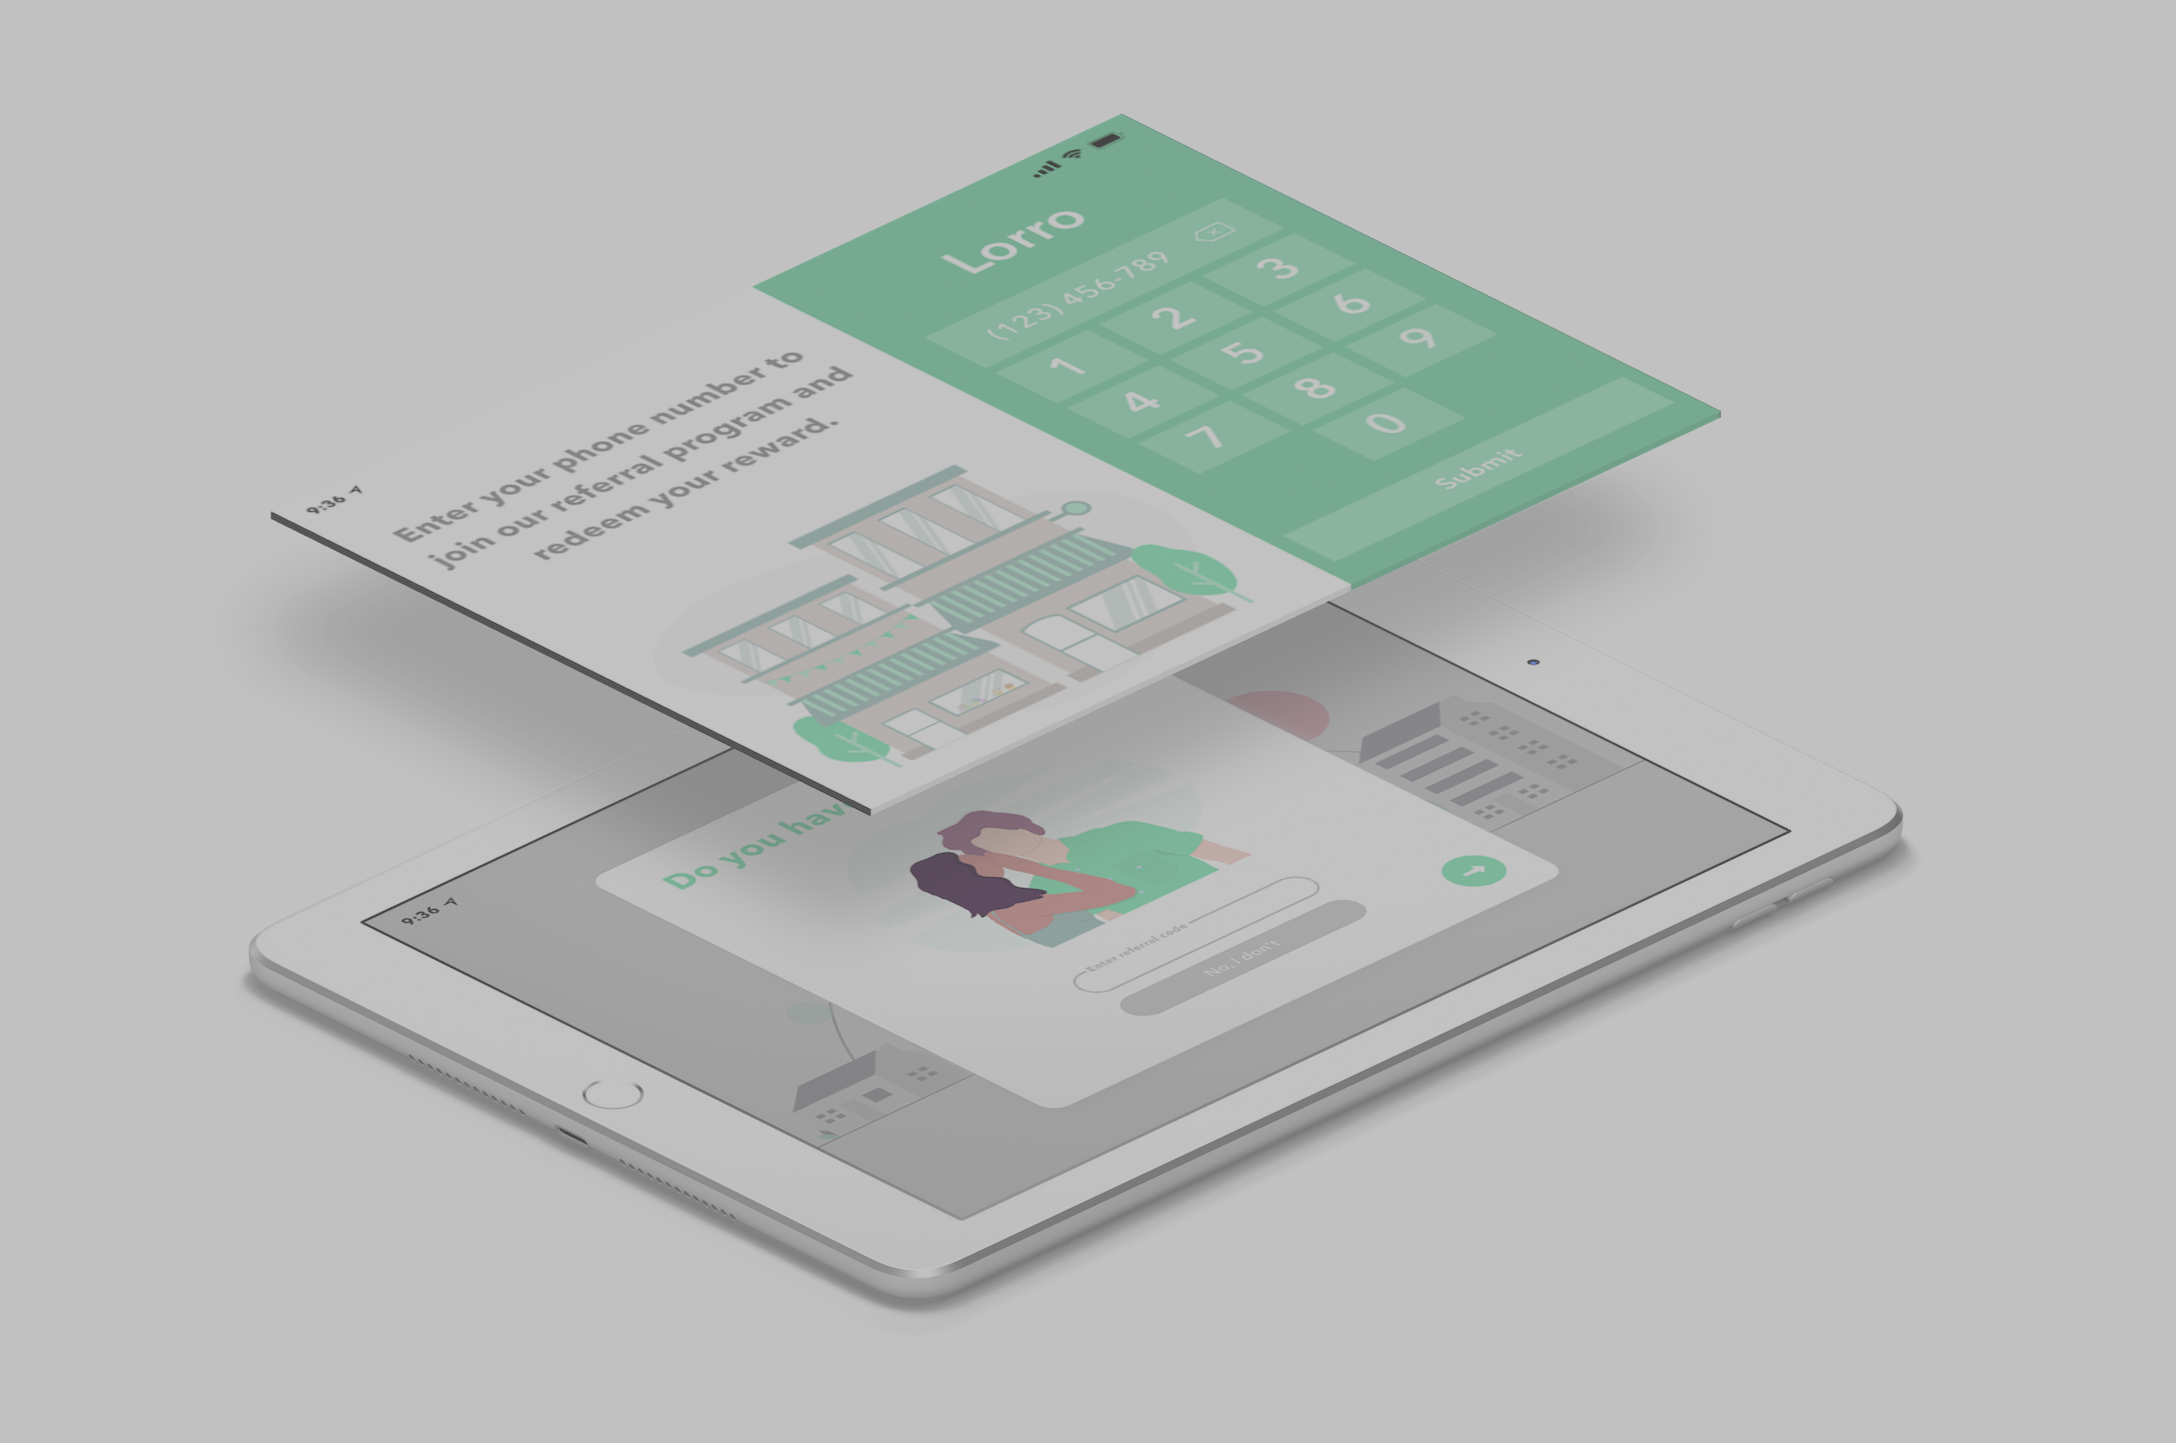 9:36
Enter your phone number to
join our referral program and
redeem your reward.
Lorro
(123) 456-789
1 2 3
4 5 6
7 8 9
0
Submit
9:36
Do you hav
Enter referral code
No, I don't